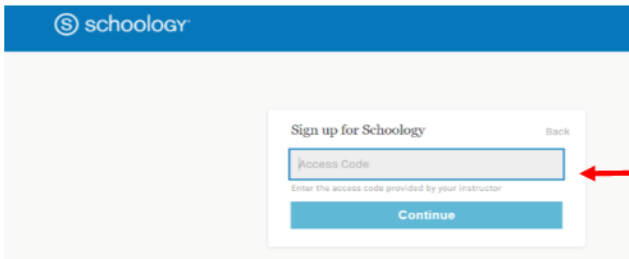 S schoology
Sign up for Schoology Back
Access Code
Enter the access code provided by your instructor
Continue